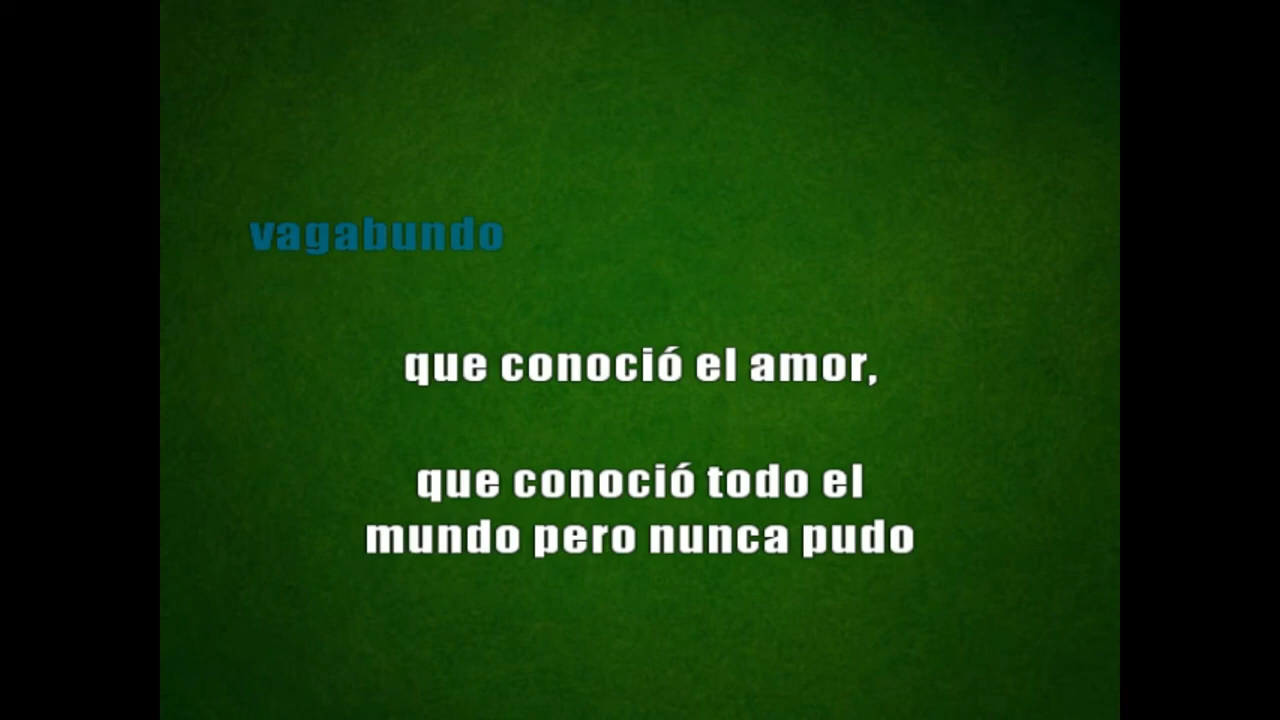 vagabundo
que conoció el amor,
que conoció todo el
mundo pero nunca pudo